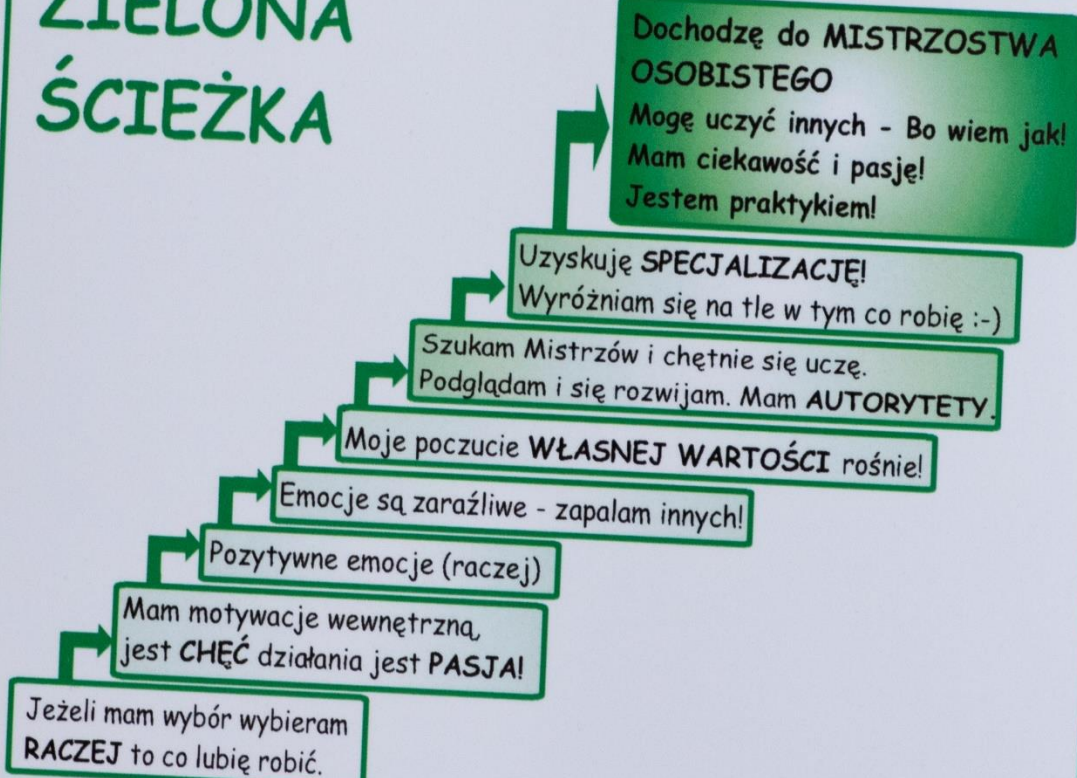 ZIELONA
ŚCIEŻKA
Dochodzę do MISTRZOSTWA
OSOBISTEGO
Mogę uczyć innych - Bo wiem jak!
Mam ciekawość i pasję!
Jestem praktykiem!
Uzyskuję SPECJALIZACJĘ!
Wyróżniam się na tle w tym co robię :-)
Szukam Mistrzów i chętnie się uczę.
Podglądam i się rozwijam. Mam AUTORYTETY.
Moje poczucie WŁASNEJ WARTOŚCI rośnie!
Emocje są zaraźliwe - zapalam innych!
Pozytywne emocje (raczej)
Mam motywacje wewnętrzną,
jest CHĘĆ działania jest PASJA!
Jeżeli mam wybór wybieram
RACZEJ to co lubię robić.